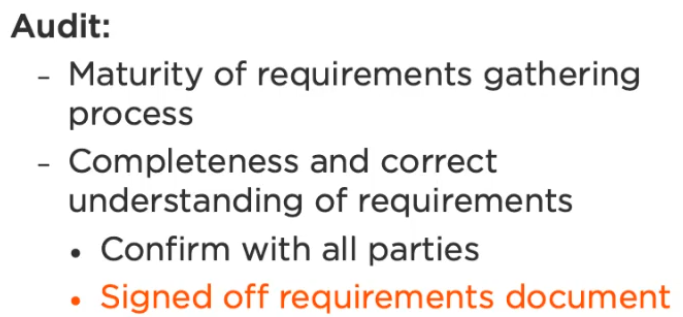 Audit:
- Maturity of requirements gathering
process
- Completeness and correct
understanding of requirements
• Confirm with all parties
• Signed off requirements document